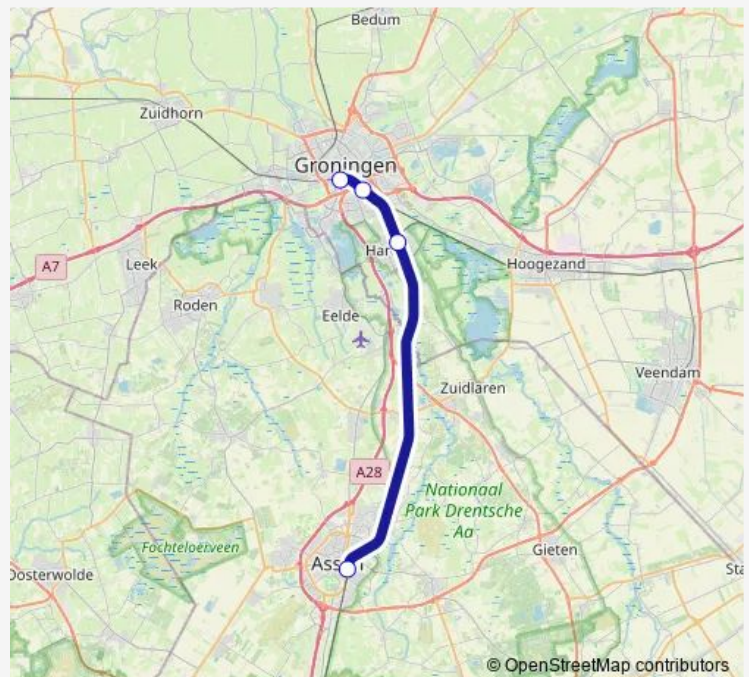 Bedum
Zuidhorn
Groningen
Har
Leek
A7
Hoogezand
Roden
Eelde
Veendam
Zuidlaren
A28
Nationaal
Park Drentsche
Aa
Fochteloërveen
Gieten
Ass
Oosterwolde
Sta
© OpenStreetMap contributors